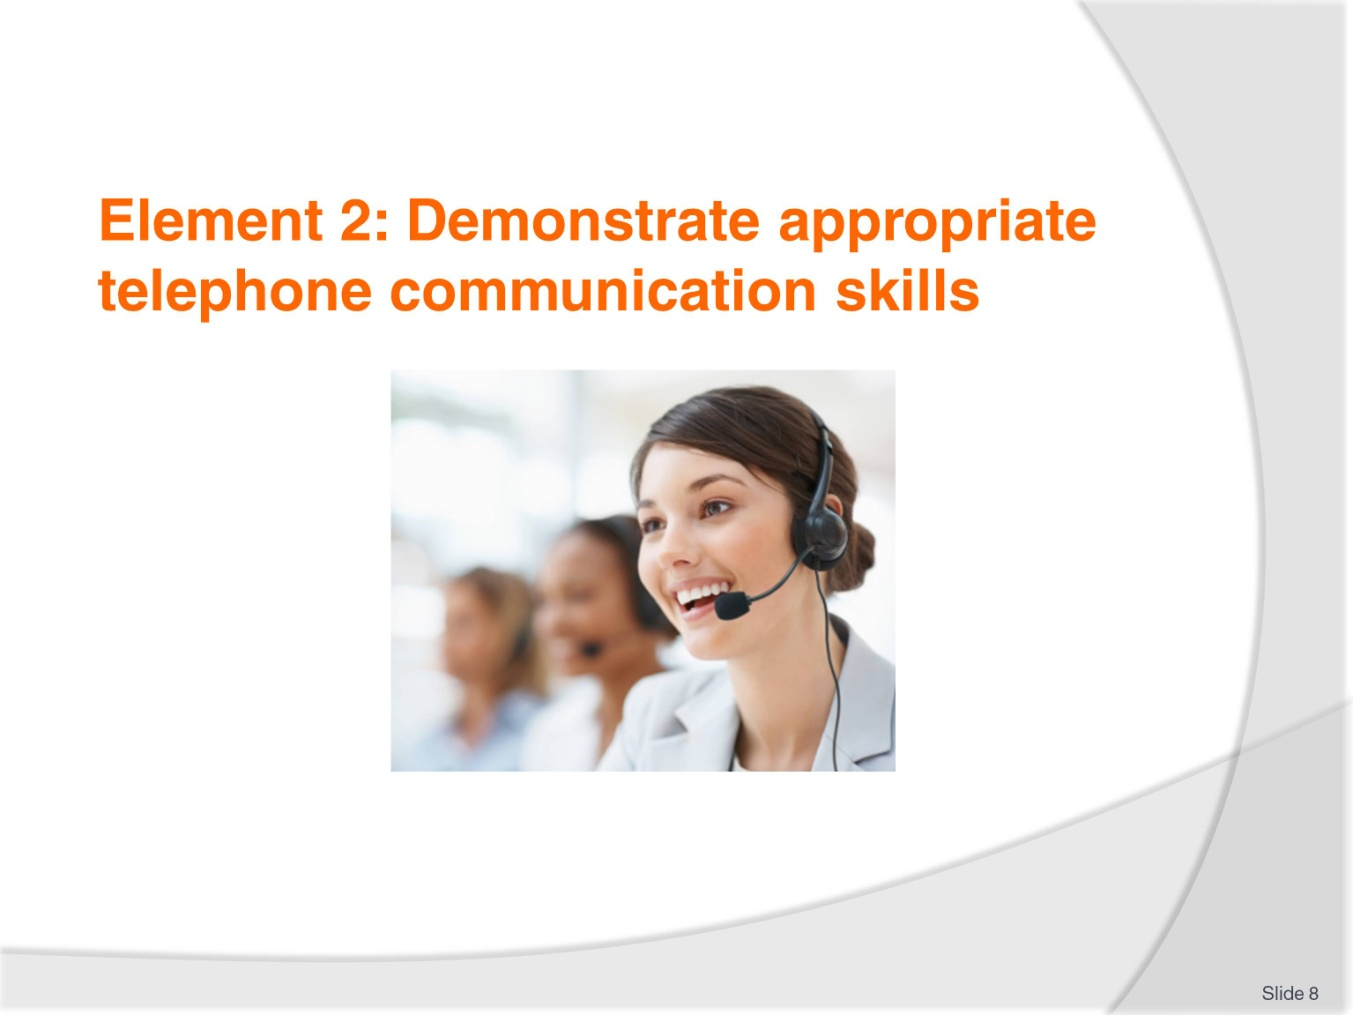 Element 2: Demonstrate appropriate
telephone communication skills
Slide 8